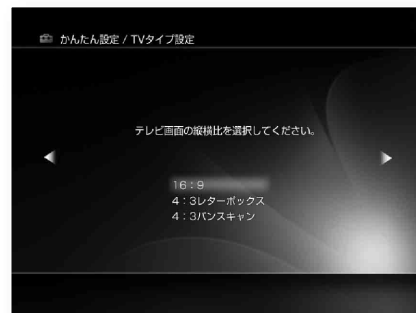 かんたん設定 / TVタイプ設定
テレビ画面の縦横比を選択してください。
16：9
4：3レターボックス
4：3パンスキャン